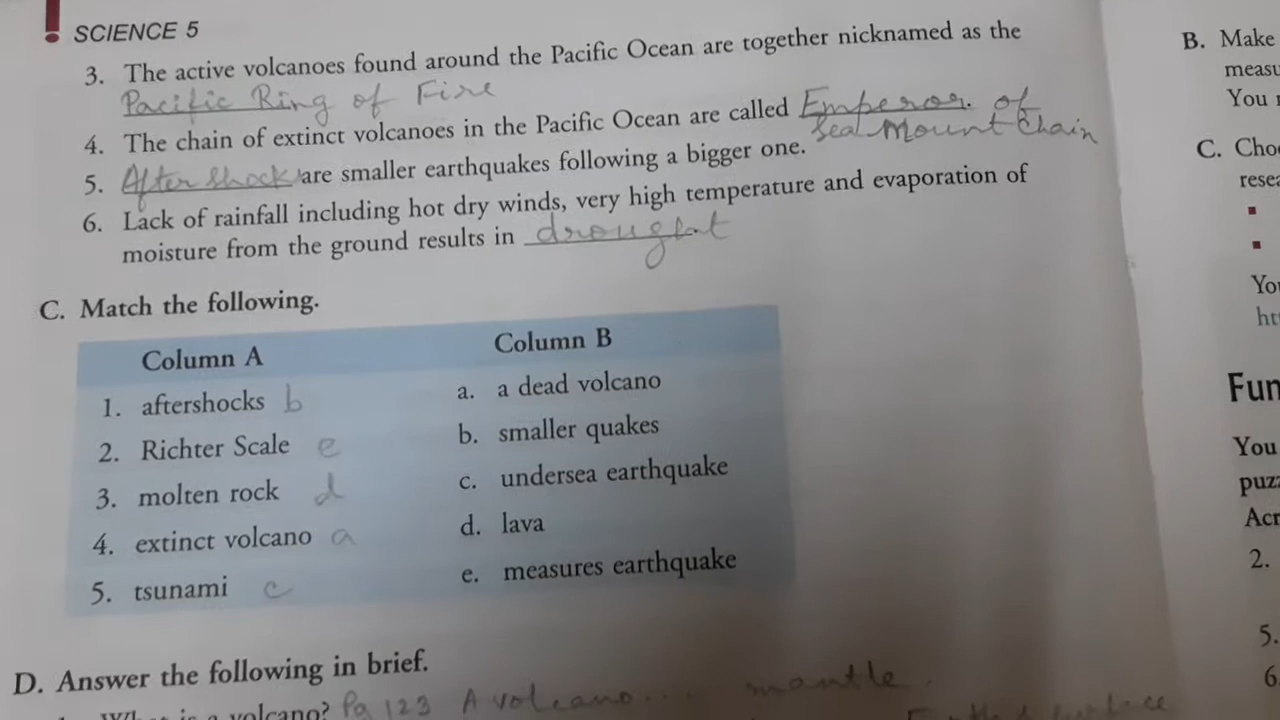 SCIENCE 5
3. The active volcanoes found around the Pacific Ocean are together nicknamed as the
Pacific Ring of Fire
4. The chain of extinct volcanoes in the Pacific Ocean are called Emperor of
Sea Mount Chain
5. After shock are smaller earthquakes following a bigger one.
6. Lack of rainfall including hot dry winds, very high temperature and evaporation of
moisture from the ground results in drought
C. Match the following.
Column A Column B
1. aftershocks b a. a dead volcano
2. Richter Scale e b. smaller quakes
3. molten rock d c. undersea earthquake
4. extinct volcano a d. lava
5. tsunami c e. measures earthquake
D. Answer the following in brief.
is a volcano? Pg 123 A volcano... mantle.
B. Make
You
C.
You
Fun
You
2.
5.
6